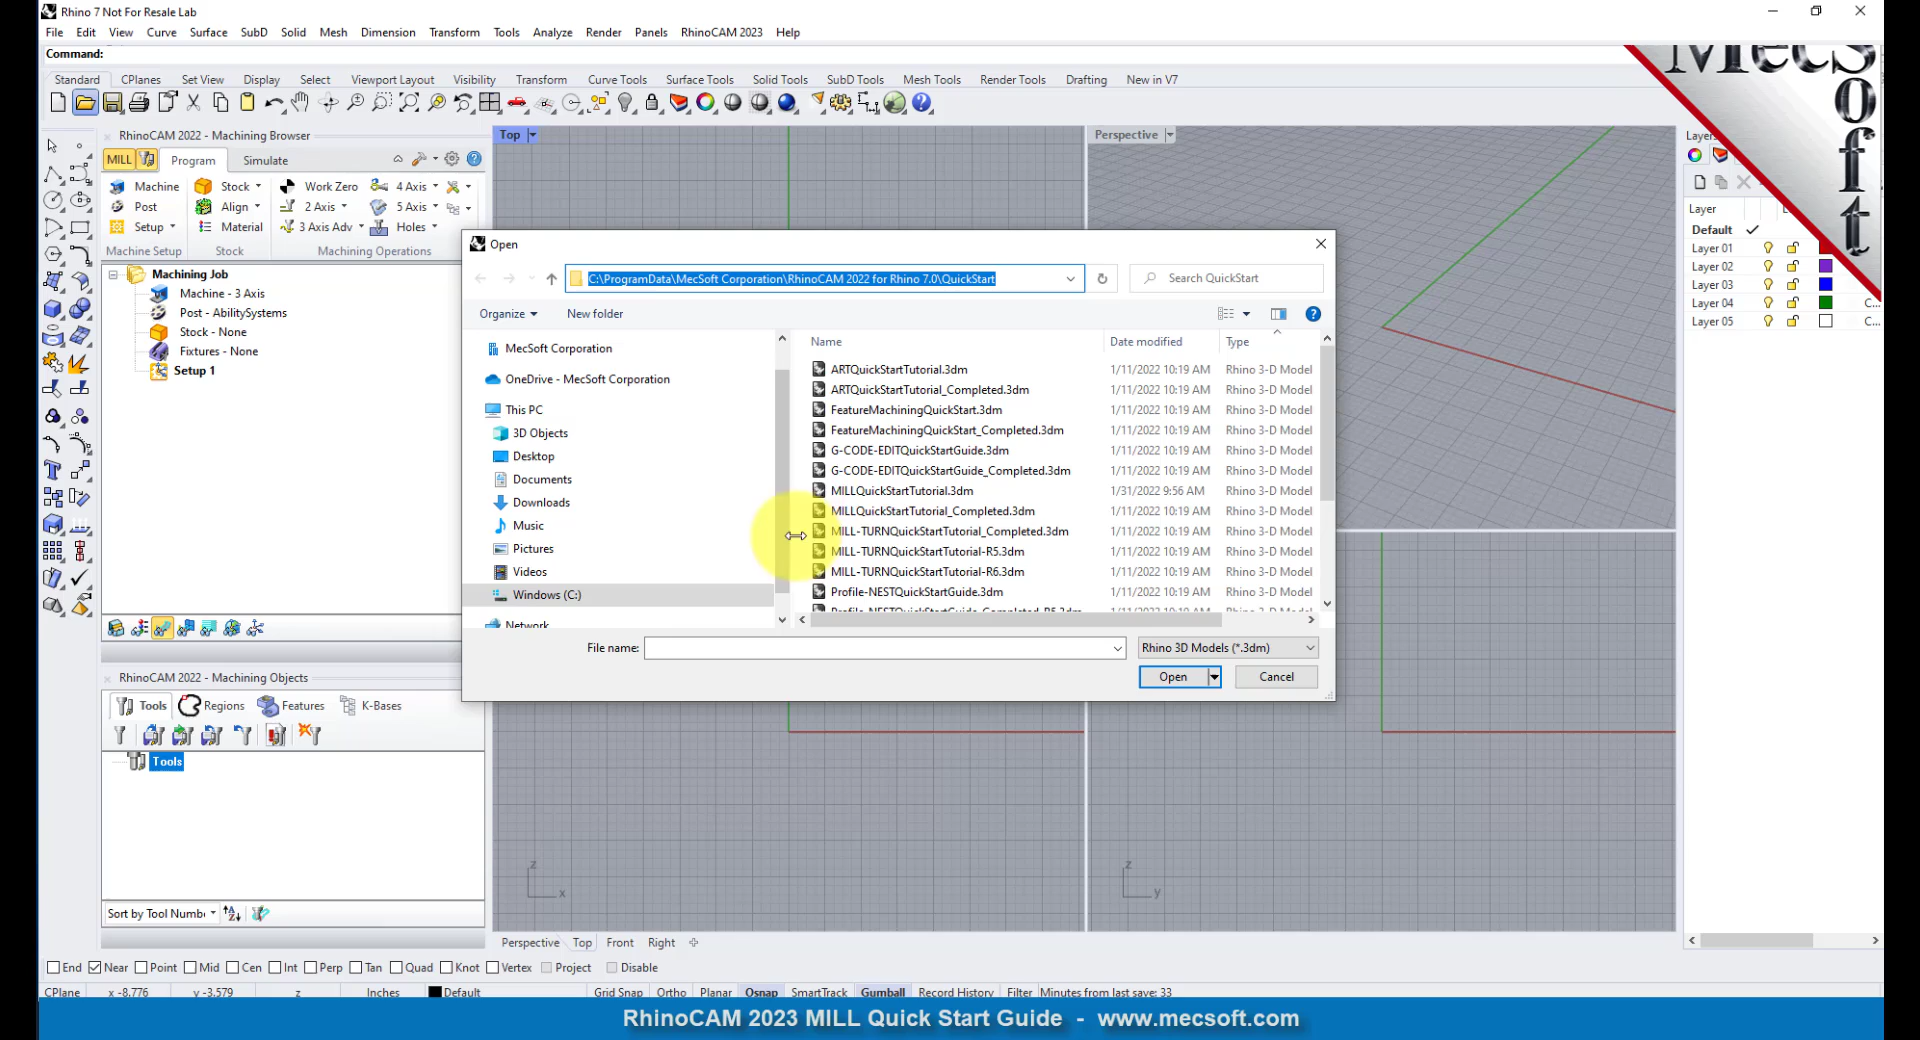 Rhino 7 Not For Resale Lab
File Edit View Curve Surface SubD Solid Mesh Dimension Transform Tools Analyze Render Panels RhinoCAM 2023 Help
Command:
Standard CPlanes Set View Display Select Viewport Layout Visibility Transform Curve Tools Surface Tools Solid Tools SubD Tools Mesh Tools Render Tools Drafting New in V7
MecSoft
RhinoCAM 2022 - Machining Browser
MILL Program Simulate
Machine Stock Work Zero 4 Axis
Post Align 2 Axis 5 Axis
Setup Material 3 Axis Adv Holes
Machine Setup Stock Machining Operations
Machining Job
Machine - 3 Axis
Post - AbilitySystems
Stock - None
Fixtures - None
Setup 1
Top
Perspective
Open
C:\ProgramData\MecSoft Corporation\RhinoCAM 2022 for Rhino 7.0\QuickStart
Search QuickStart
Organize New folder
MecSoft Corporation
OneDrive - MecSoft Corporation
This PC
3D Objects
Desktop
Documents
Downloads
Music
Pictures
Videos
Windows (C:)
Network
Name Date modified Type
ARTQuickStartTutorial.3dm 1/11/2022 10:19 AM Rhino 3-D Model
ARTQuickStartTutorial_Completed.3dm 1/11/2022 10:19 AM Rhino 3-D Model
FeatureMachiningQuickStart.3dm 1/11/2022 10:19 AM Rhino 3-D Model
FeatureMachiningQuickStart_Completed.3dm 1/11/2022 10:19 AM Rhino 3-D Model
G-CODE-EDITQuickStartGuide.3dm 1/11/2022 10:19 AM Rhino 3-D Model
G-CODE-EDITQuickStartGuide_Completed.3dm 1/11/2022 10:19 AM Rhino 3-D Model
MILLQuickStartTutorial.3dm 1/31/2022 9:56 AM Rhino 3-D Model
MILLQuickStartTutorial_Completed.3dm 1/11/2022 10:19 AM Rhino 3-D Model
MILL-TURNQuickStartTutorial_Completed.3dm 1/11/2022 10:19 AM Rhino 3-D Model
MILL-TURNQuickStartTutorial-R5.3dm 1/11/2022 10:19 AM Rhino 3-D Model
MILL-TURNQuickStartTutorial-R6.3dm 1/11/2022 10:19 AM Rhino 3-D Model
Profile-NESTQuickStartGuide.3dm 1/11/2022 10:19 AM Rhino 3-D Model
Profile-NESTQuickStartGuide_Completed_R5.3dm 1/11/2022 10:19 AM Rhino 3-D Model
File name: Rhino 3D Models (*.3dm)
Open Cancel
Layers
Layer
Default
Layer 01
Layer 02
Layer 03
Layer 04 C...
Layer 05 C...
RhinoCAM 2022 - Machining Objects
Tools Regions Features K-Bases
Tools
Sort by Tool Numbe
z x
z y
Perspective Top Front Right
End Near Point Mid Cen Int Perp Tan Quad Knot Vertex Project Disable
CPlane x -8.776 y -3.579 z Inches Default Grid Snap Ortho Planar Osnap SmartTrack Gumball Record History Filter Minutes from last save: 33
RhinoCAM 2023 MILL Quick Start Guide - www.mecsoft.com